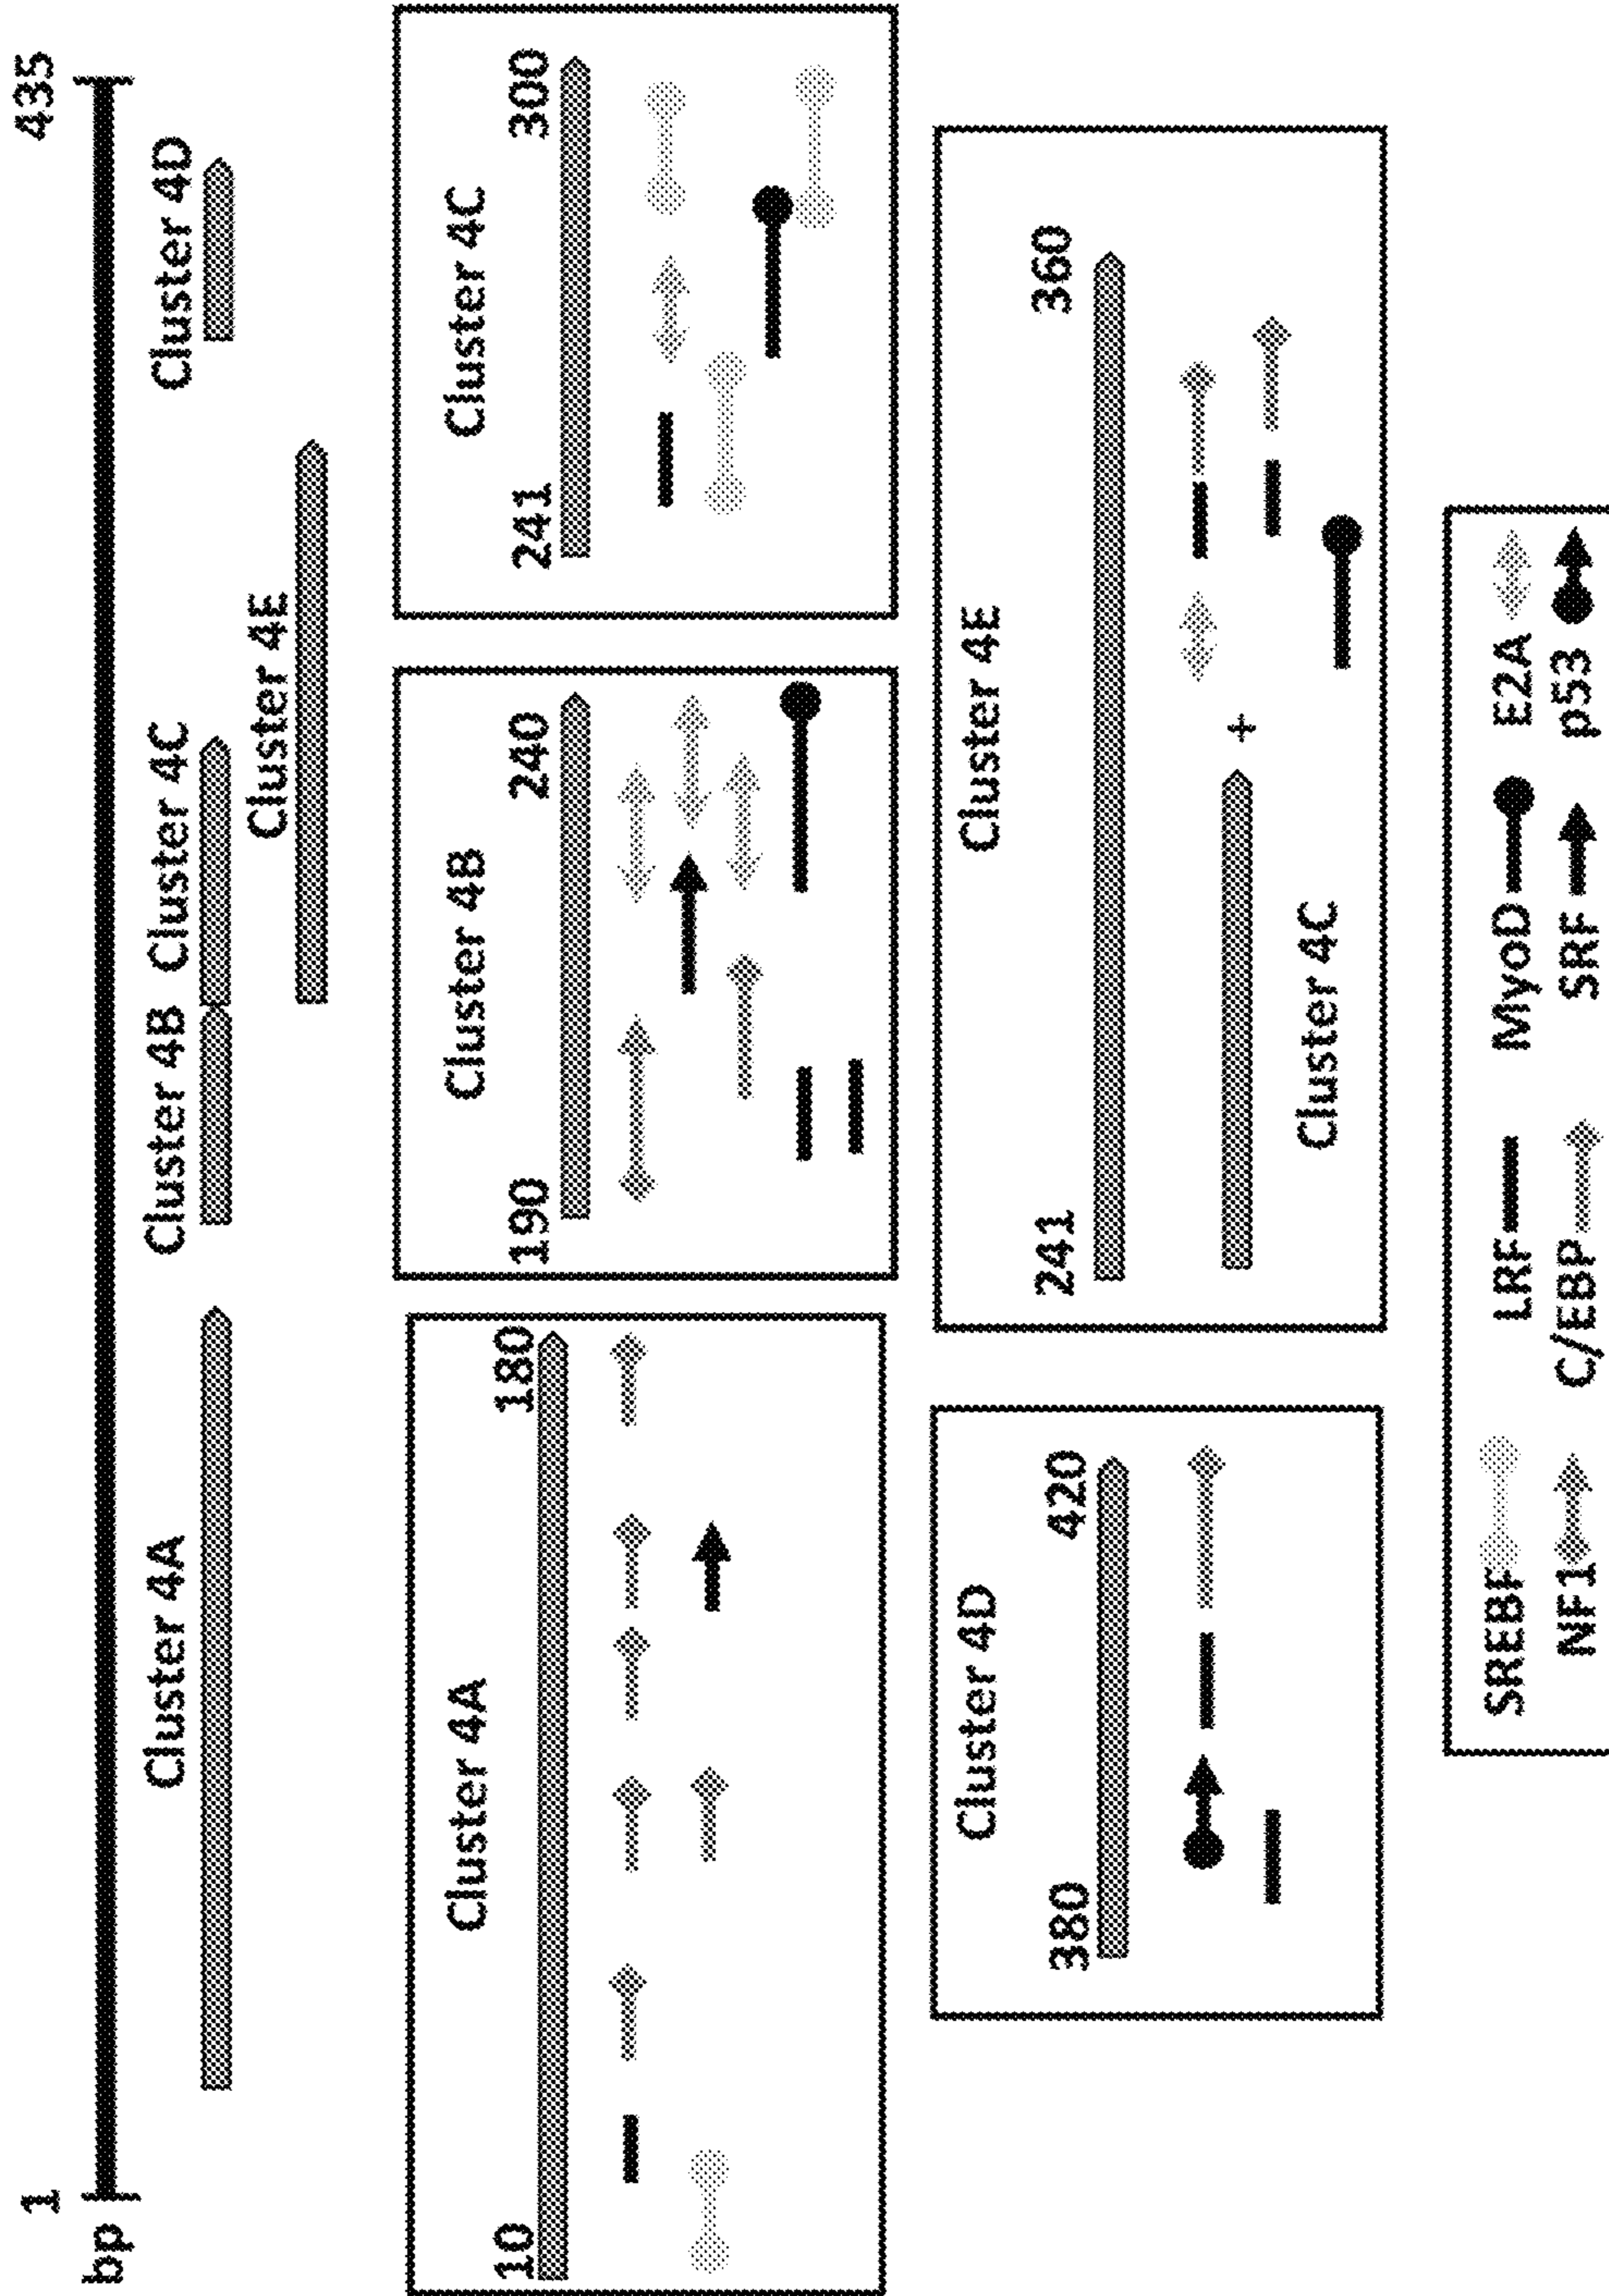 1 435
bp
Cluster 4A Cluster 4B Cluster 4C Cluster 4D
Cluster 4E
Cluster 4A
10 180
Cluster 4B
190 240
Cluster 4C
241 300
Cluster 4D
380 420
Cluster 4E
241 360
+
Cluster 4C
SREBF LRF MyoD E2A
NF1 C/EBP SRF p53